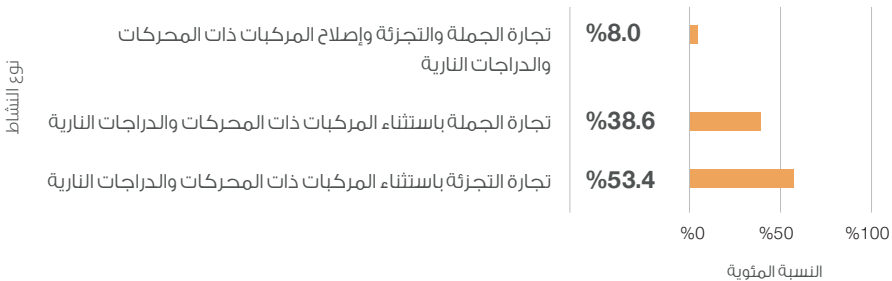 نوع النشاط
تجارة الجملة والتجزئة وإصلاح المركبات ذات المحركات
والدراجات النارية
%8.0
تجارة الجملة باستثناء المركبات ذات المحركات والدراجات النارية
%38.6
تجارة التجزئة باستثناء المركبات ذات المحركات والدراجات النارية
%53.4
%0 %50 %100
النسبة المئوية